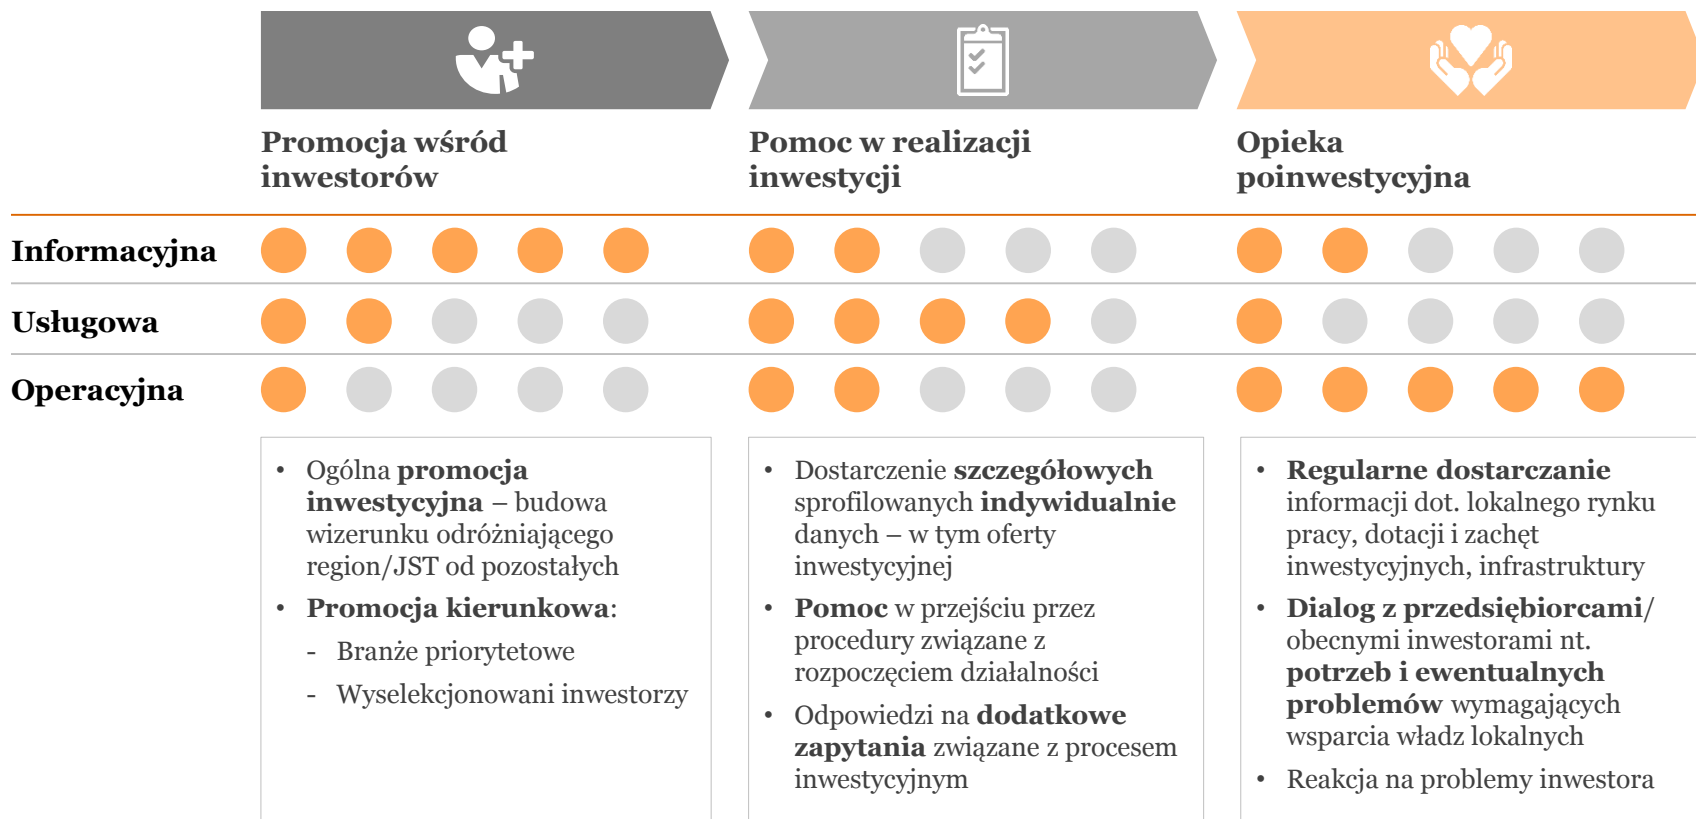 Promocja wśród
inwestorów
Pomoc w realizacji
inwestycji
Opieka
poinwestycyjna
Informacyjna
Usługowa
Operacyjna
• Ogólna promocja
inwestycyjna – budowa
wizerunku odróżniającego
region/JST od pozostałych
• Promocja kierunkowa:
- Branże priorytetowe
- Wyselekcjonowani inwestorzy
• Dostarczenie szczegółowych
sprofilowanych indywidualnie
danych – w tym oferty
inwestycyjnej
• Pomoc w przejściu przez
procedury związane z
rozpoczęciem działalności
• Odpowiedzi na dodatkowe
zapytania związane z procesem
inwestycyjnym
• Regularne dostarczanie
informacji dot. lokalnego rynku
pracy, dotacji i zachęt
inwestycyjnych, infrastruktury
• Dialog z przedsiębiorcami/
obecnymi inwestorami nt.
potrzeb i ewentualnych
problemów wymagających
wsparcia władz lokalnych
• Reakcja na problemy inwestora